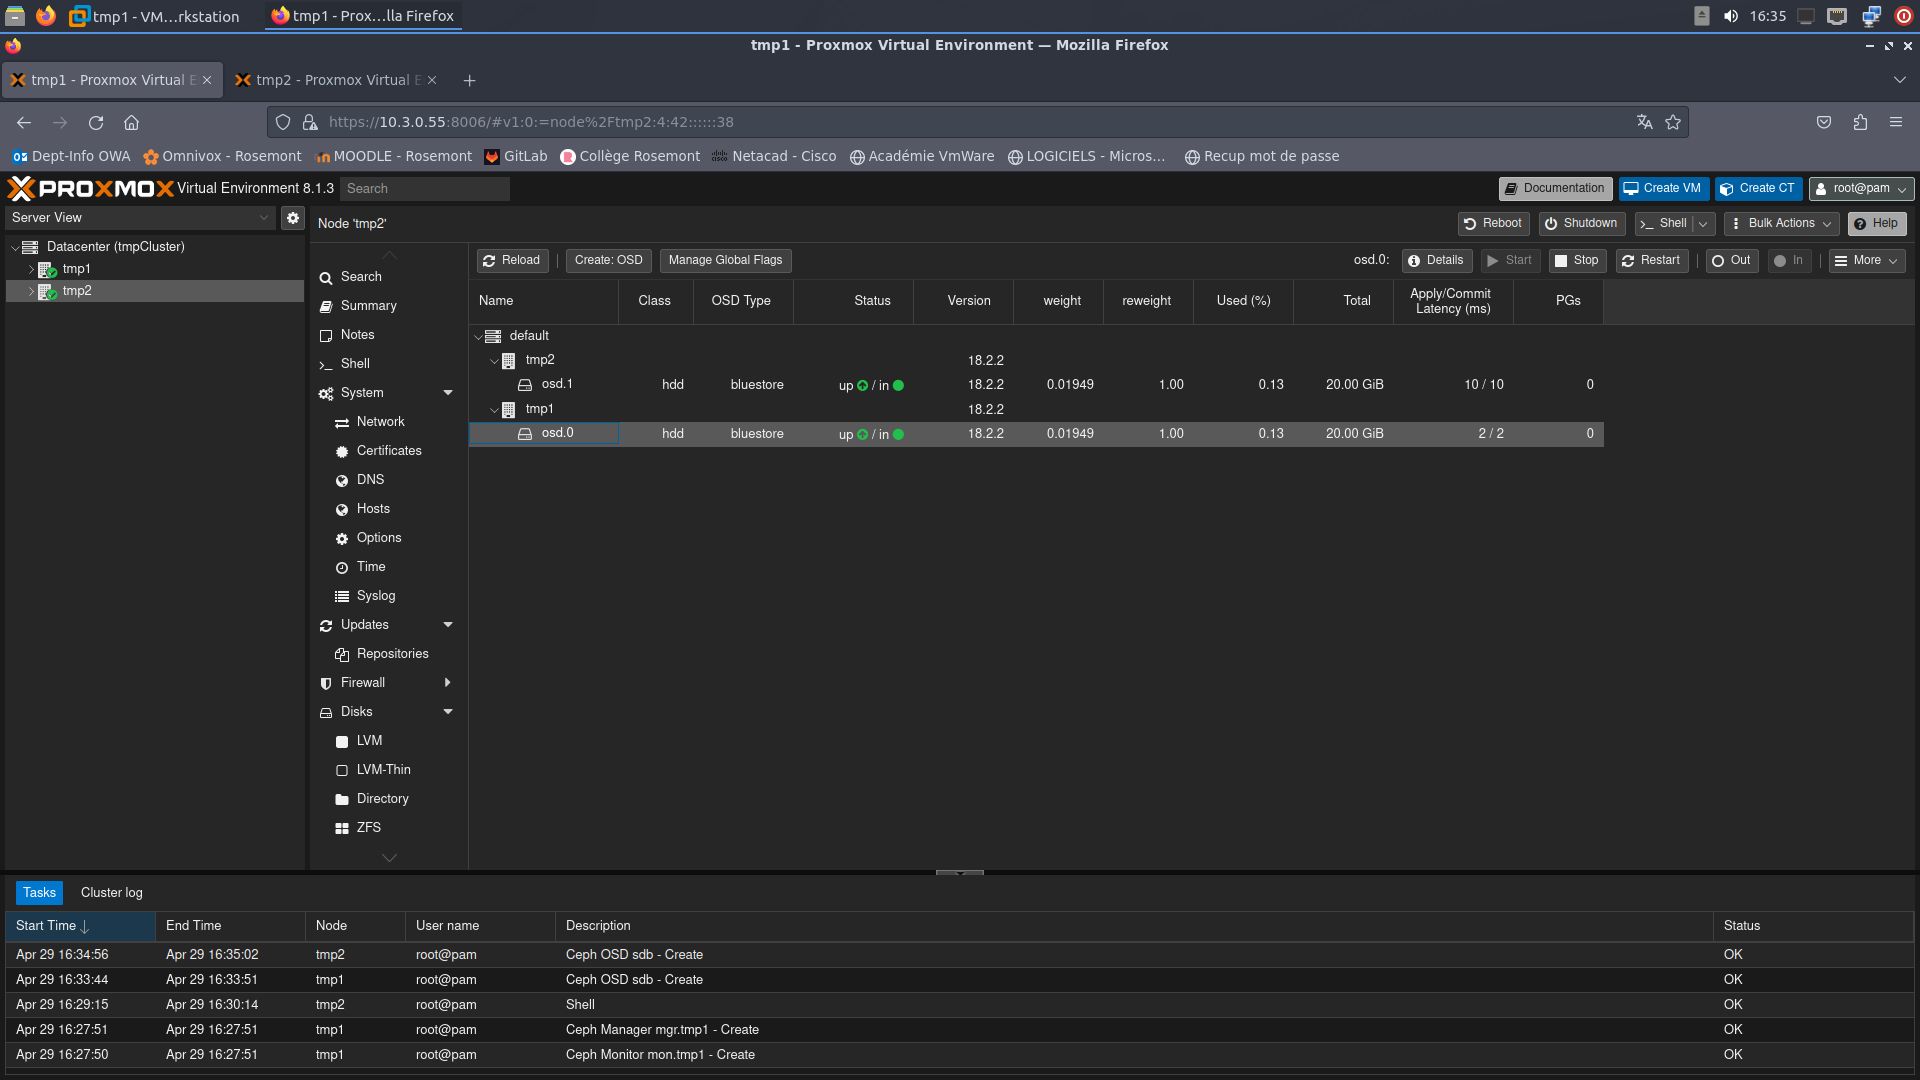 tmp1 - VM…rkstation
tmp1 - Prox…lla Firefox
16:35
tmp1 - Proxmox Virtual Environment — Mozilla Firefox
tmp1 - Proxmox Virtual E
tmp2 - Proxmox Virtual E
https://10.3.0.55:8006/#v1:0:=node%2Ftmp2:4:42::::::38
Dept-Info OWA
Omnivox - Rosemont
MOODLE - Rosemont
GitLab
Collège Rosemont
Netacad - Cisco
Académie VmWare
LOGICIELS - Micros…
Recup mot de passe
PROXMOX Virtual Environment 8.1.3
Search
Documentation
Create VM
Create CT
root@pam
Server View
Node 'tmp2'
Reboot
Shutdown
Shell
Bulk Actions
Help
Datacenter (tmpCluster)
tmp1
tmp2
Search
Summary
Notes
Shell
System
Network
Certificates
DNS
Hosts
Options
Time
Syslog
Updates
Repositories
Firewall
Disks
LVM
LVM-Thin
Directory
ZFS
Reload
Create: OSD
Manage Global Flags
osd.0:
Details
Start
Stop
Restart
Out
In
More
Name Class OSD Type Status Version weight reweight Used (%) Total Apply/Commit Latency (ms) PGs
default
tmp2 18.2.2
osd.1 hdd bluestore up / in 18.2.2 0.01949 1.00 0.13 20.00 GiB 10 / 10 0
tmp1 18.2.2
osd.0 hdd bluestore up / in 18.2.2 0.01949 1.00 0.13 20.00 GiB 2 / 2 0
Tasks
Cluster log
Start Time End Time Node User name Description Status
Apr 29 16:34:56 Apr 29 16:35:02 tmp2 root@pam Ceph OSD sdb - Create OK
Apr 29 16:33:44 Apr 29 16:33:51 tmp1 root@pam Ceph OSD sdb - Create OK
Apr 29 16:29:15 Apr 29 16:30:14 tmp2 root@pam Shell OK
Apr 29 16:27:51 Apr 29 16:27:51 tmp1 root@pam Ceph Manager mgr.tmp1 - Create OK
Apr 29 16:27:50 Apr 29 16:27:51 tmp1 root@pam Ceph Monitor mon.tmp1 - Create OK